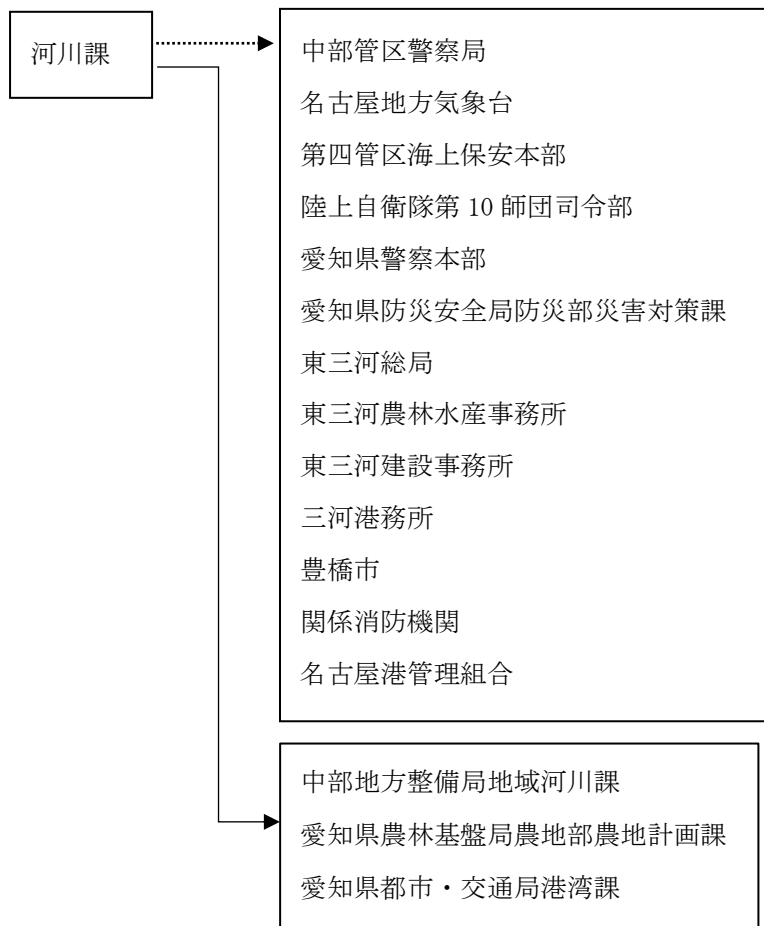 河川課
中部管区警察局
名古屋地方気象台
第四管区海上保安本部
陸上自衛隊第 10 師団司令部
愛知県警察本部
愛知県防災安全局防災部災害対策課
東三河総局
東三河農林水産事務所
東三河建設事務所
三河港務所
豊橋市
関係消防機関
名古屋港管理組合
中部地方整備局地域河川課
愛知県農林基盤局農地部農地計画課
愛知県都市・交通局港湾課